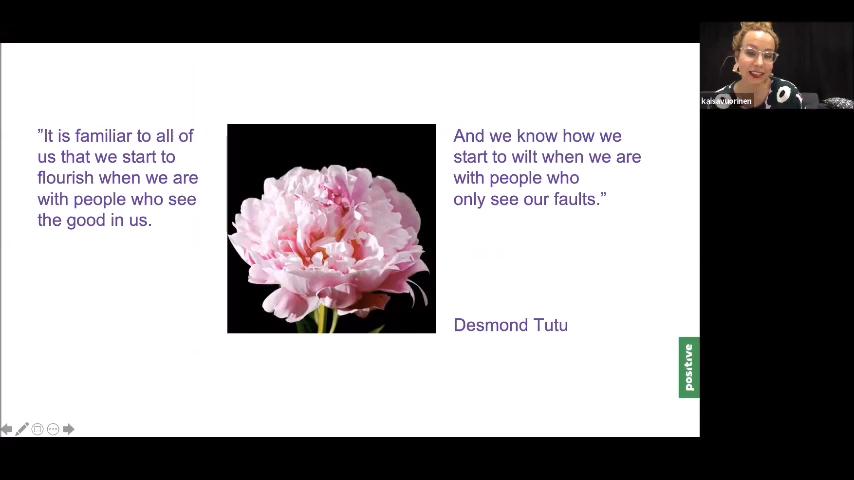 ”It is familiar to all of
us that we start to
flourish when we are
with people who see
the good in us.
And we know how we
start to wilt when we are
with people who
only see our faults.”
Desmond Tutu
positive
kaisavuorinen